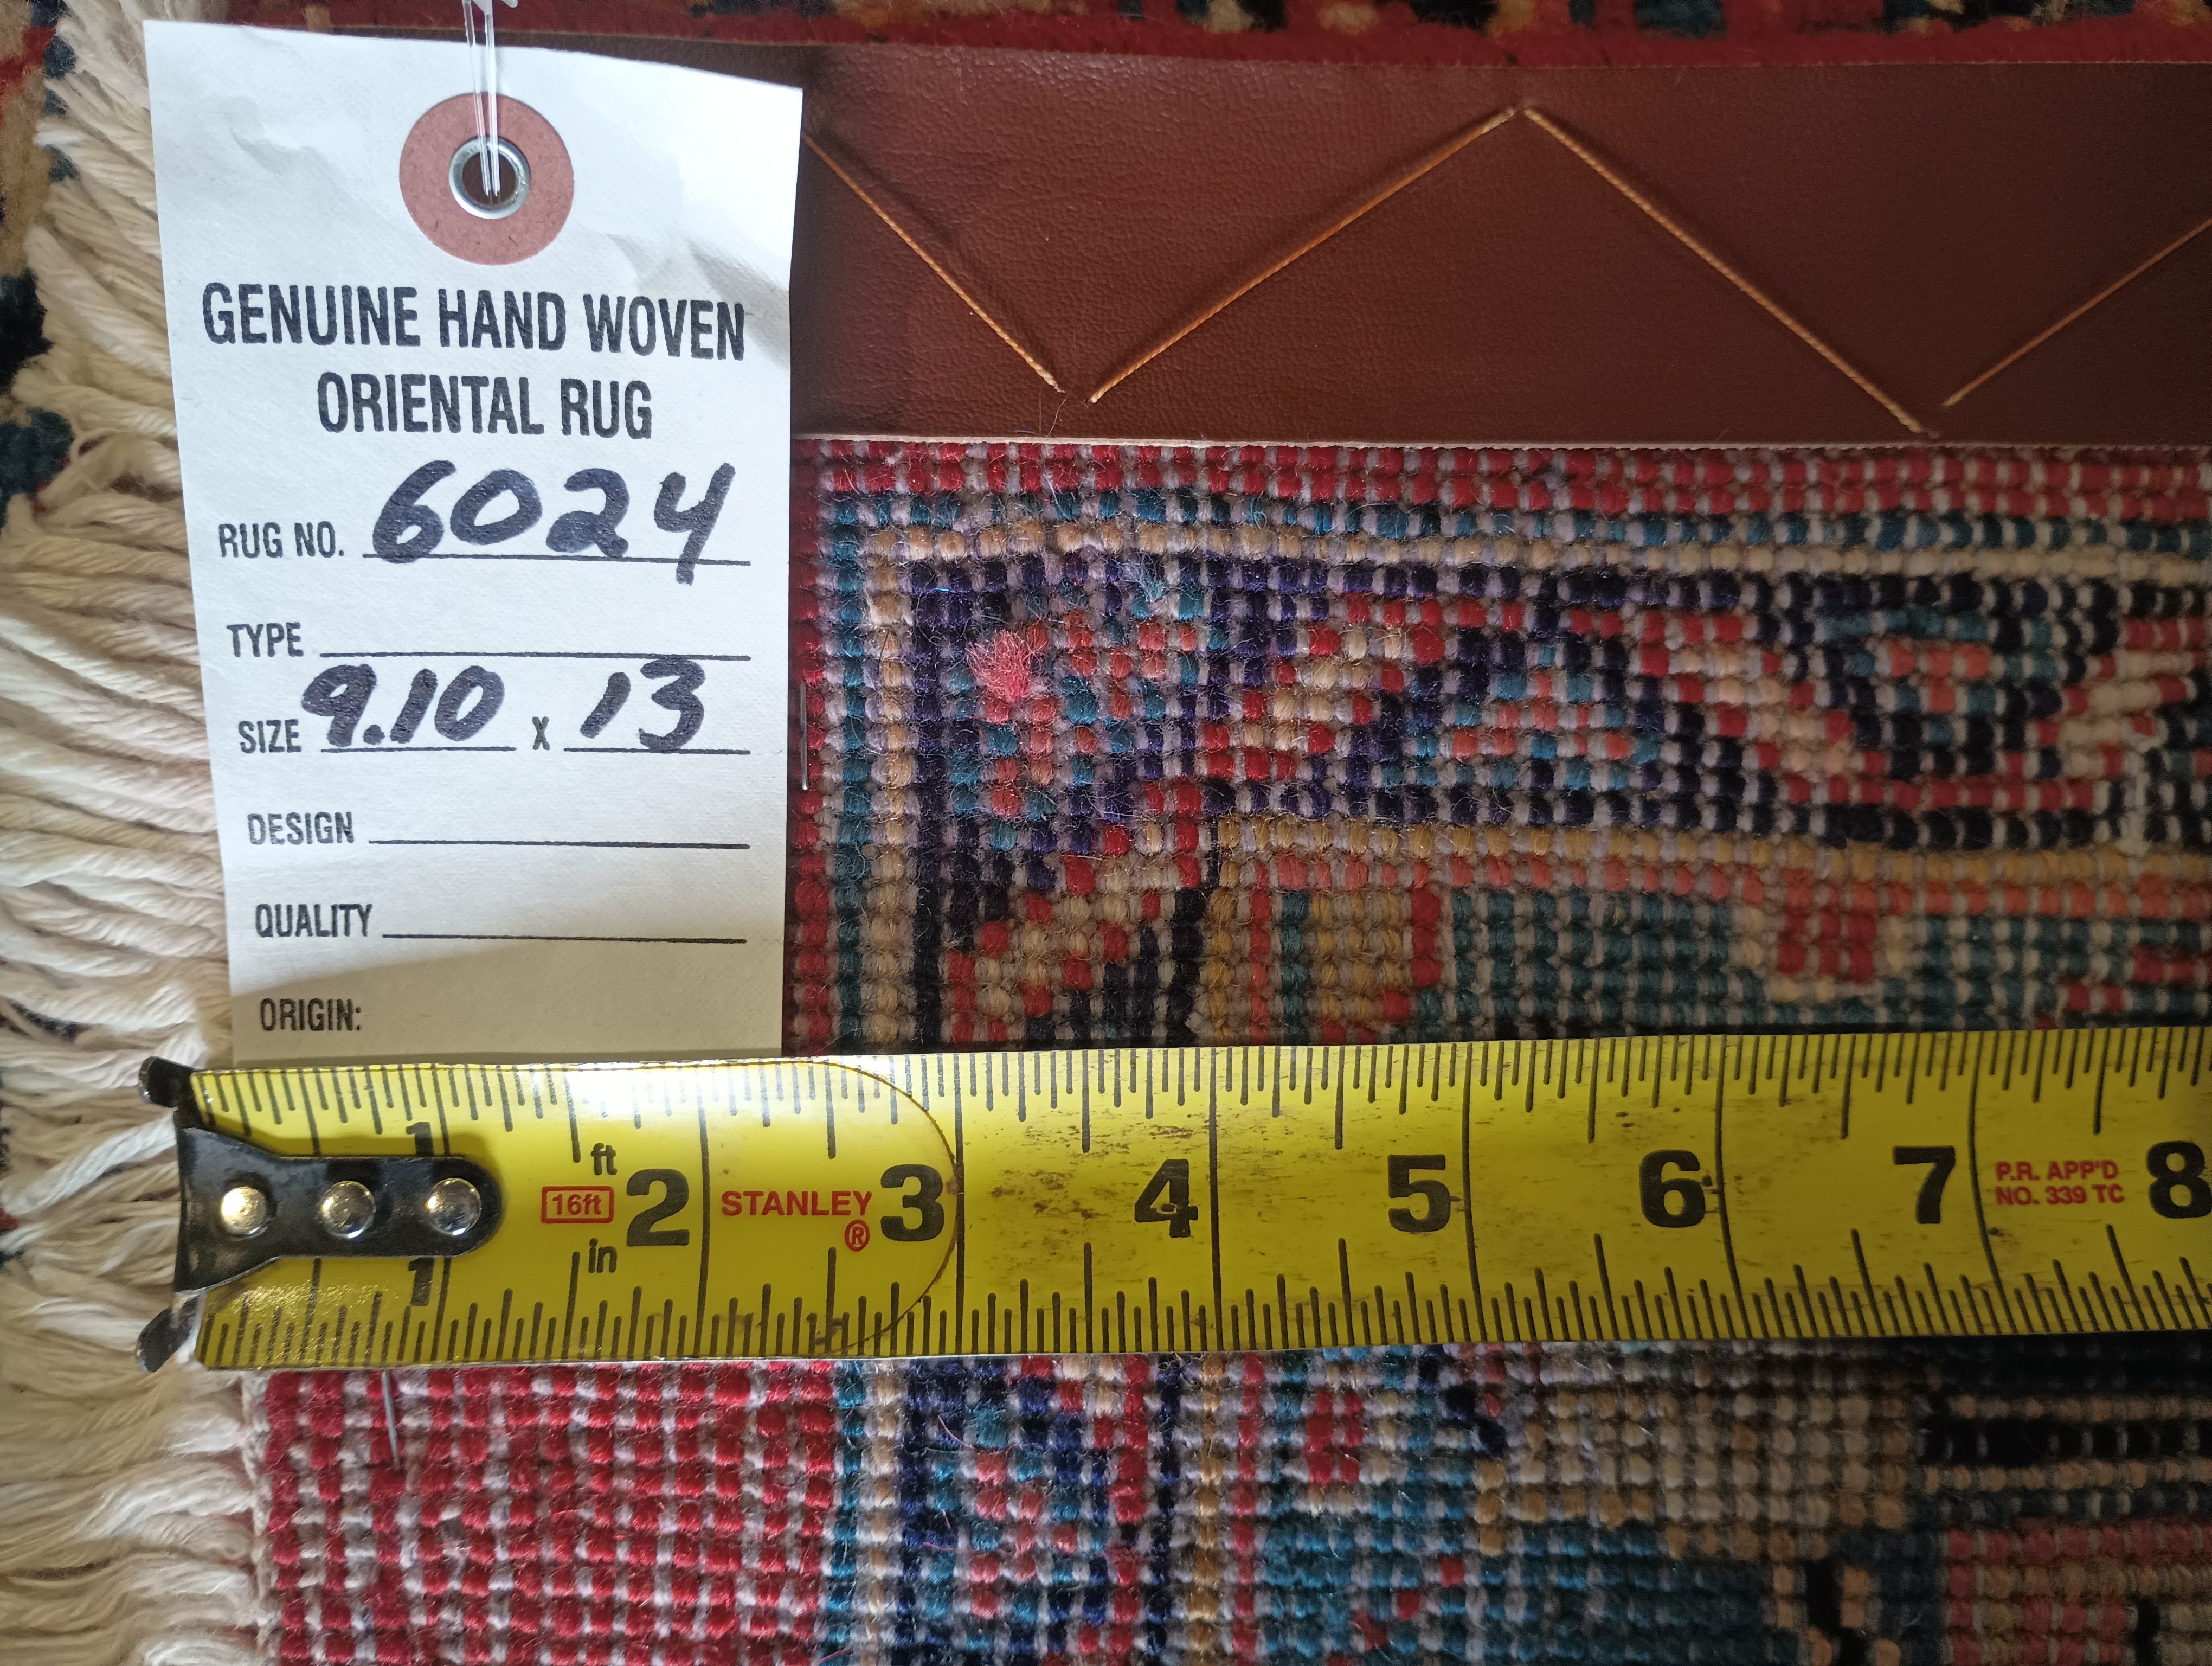 GENUINE HAND WOVEN
ORIENTAL RUG
RUG NO. 6024
TYPE
SIZE 9.10 X 13
DESIGN
QUALITY
ORIGIN:
1 ft 16ft 2 in STANLEY ® 3 4 5 6 7 P.R. APP'D 8
NO. 339 TC
1